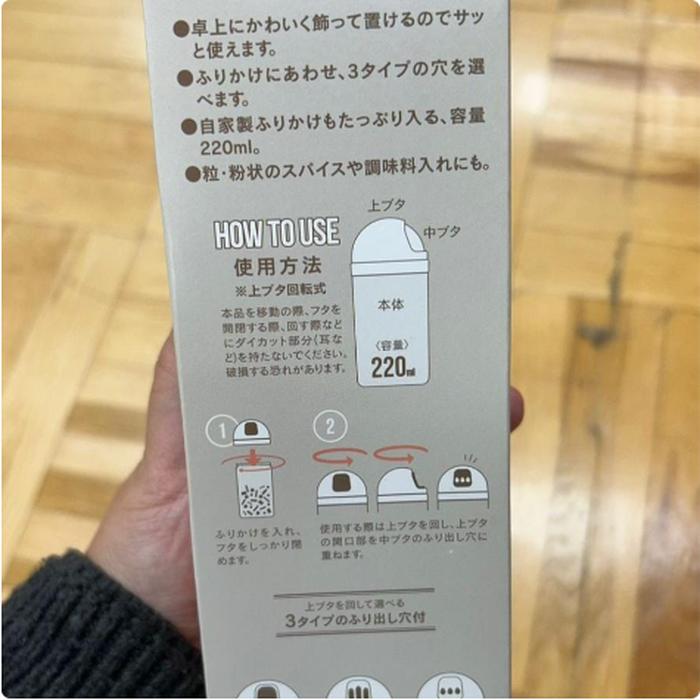 ●卓上にかわいく飾って置けるのでサッ
と使えます。
●ふりかけにあわせ、3タイプの穴を選
べます。
●自家製ふりかけもたっぷり入る、容量
220ml。
●粒・粉状のスパイスや調味料入れにも。
上ブタ
中ブタ
HOW TO USE
使用方法
※上ブタ回転式
本品を移動の際、フタを
開閉する際、回す際など
にダイカット部分(耳な
ど)を持たないでください。
破損する恐れがあります。
本体
〈容量〉
220ml
1
2
ふりかけを入れ、
フタをしっかり閉
めます。
使用する際は上ブタを回し、上ブタ
の開口部を中ブタのふり出し穴に
重ねます。
上ブタを回して選べる
3タイプのふり出し穴付